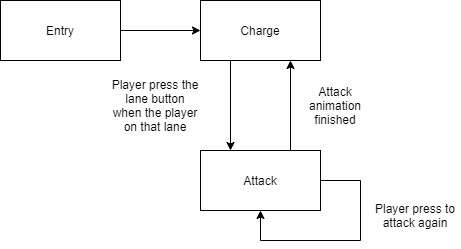 Entry
Charge
Player press the
lane button
when the player
on that lane
Attack
animation
finished
Attack
Player press to
attack again